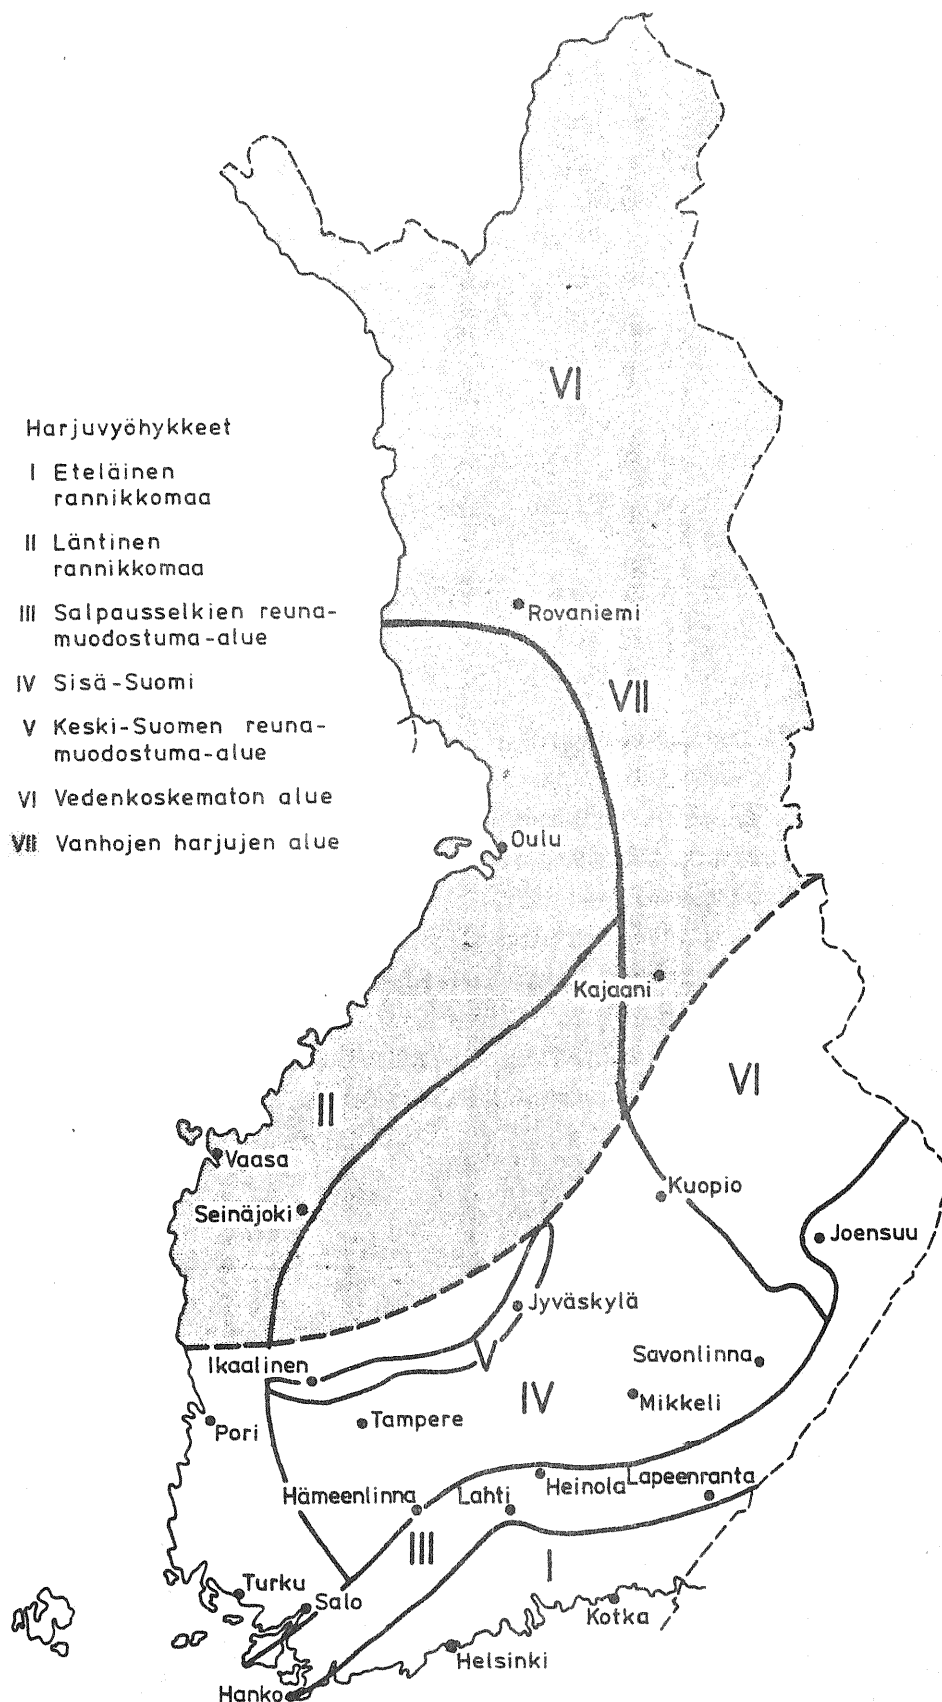 VI
Harjuvyöhykkeet
I Eteläinen
rannikkomaa
II Läntinen
rannikkomaa
III Salpausselkien reuna-
muodostuma-alue
IV Sisä-Suomi
V Keski-Suomen reuna-
muodostuma-alue
VI Vedenkoskematon alue
VII Vanhojen harjujen alue
Rovaniemi
VII
Oulu
Kajaani
VI
II
Vaasa
Kuopio
Seinäjoki
Joensuu
Jyväskylä
Ikaalinen
V
Savonlinna
IV
Mikkeli
Tampere
Pori
Heinola
Lapeenranta
Hämeenlinna
Lahti
III
I
Turku
Salo
Kotka
Helsinki
Hanko